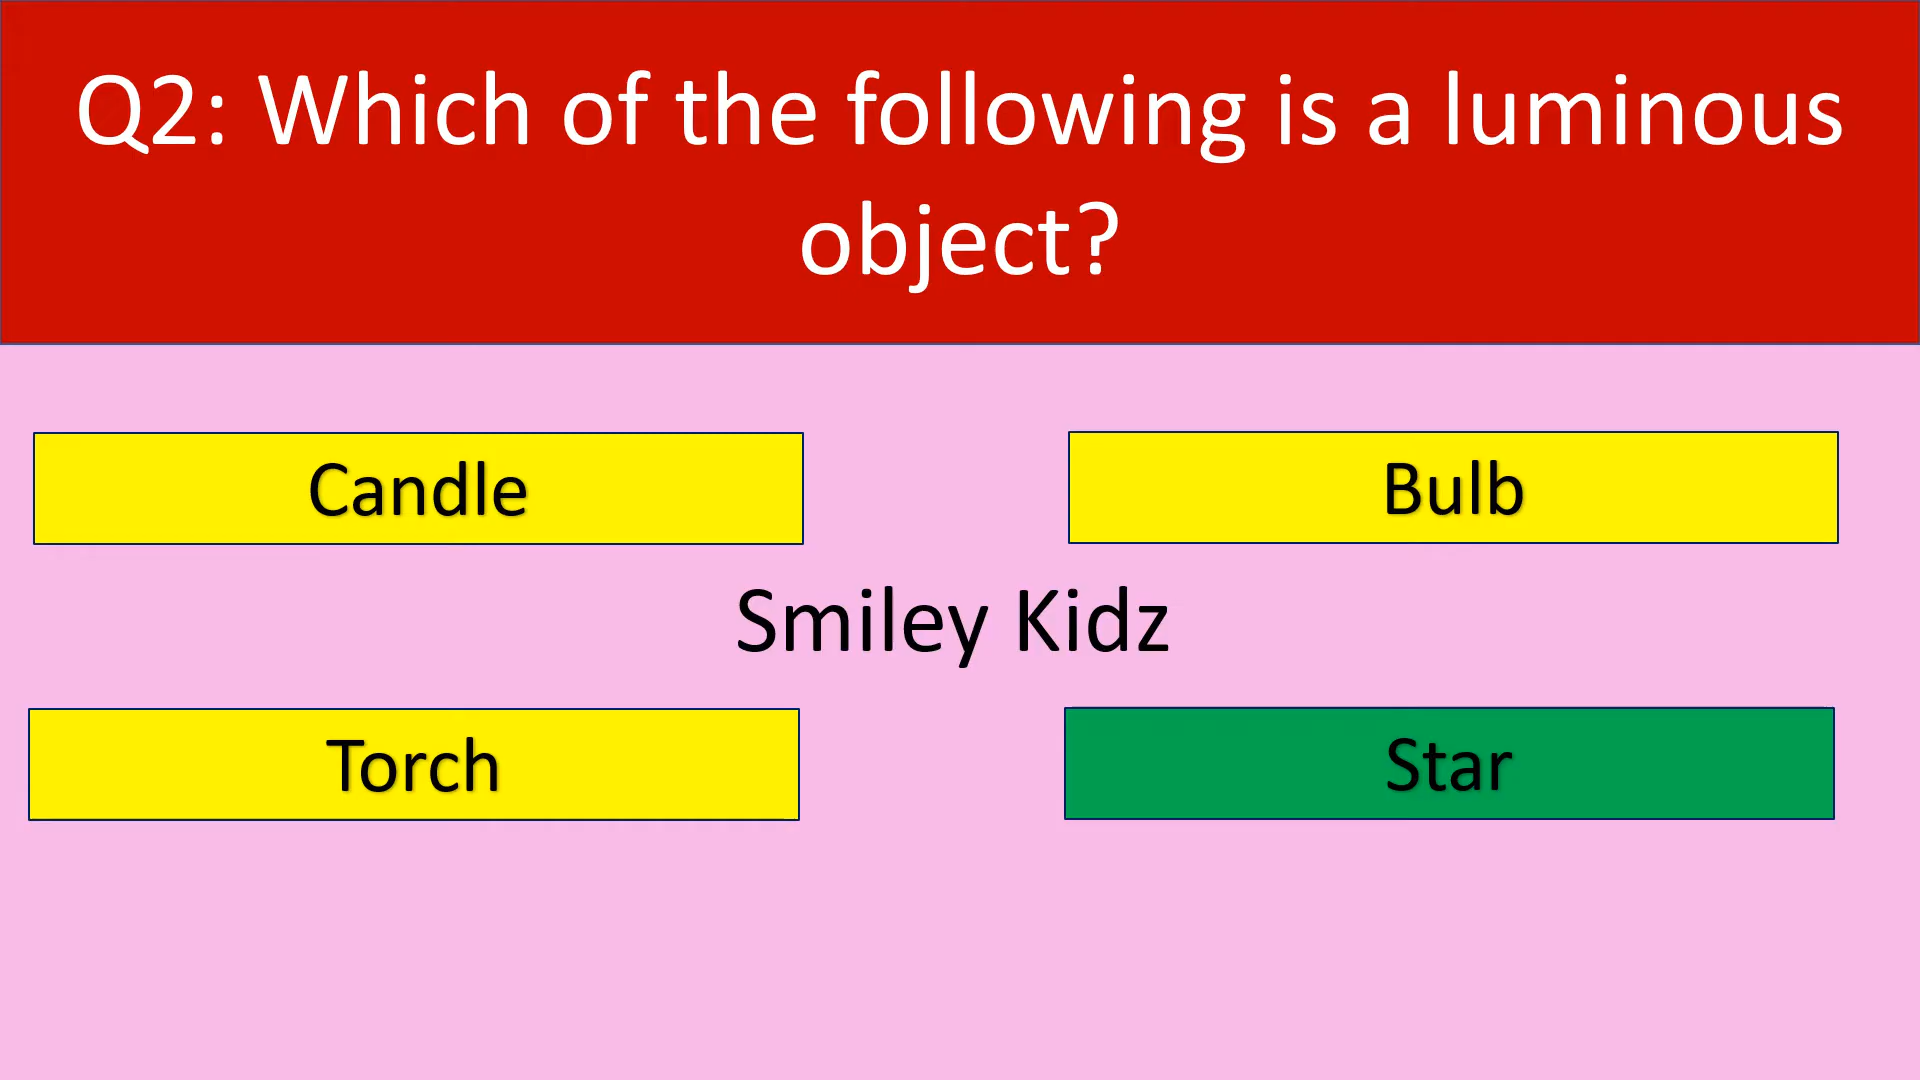 Q2: Which of the following is a luminous
object?
Candle
Bulb
Smiley Kidz
Torch
Star